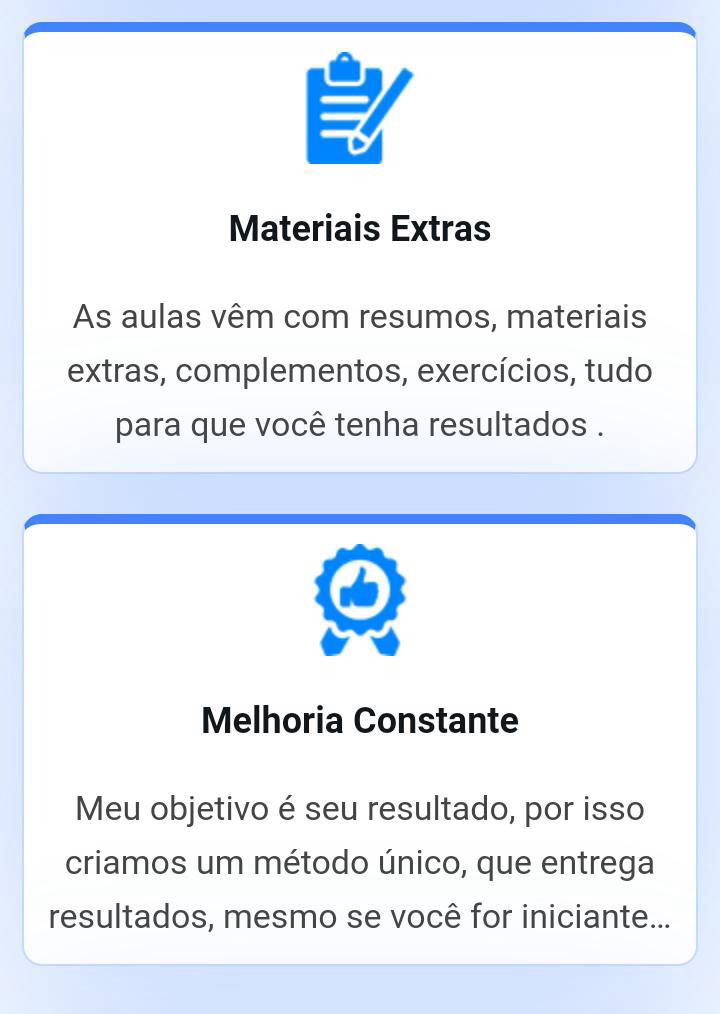 Materiais Extras
As aulas vêm com resumos, materiais
extras, complementos, exercícios, tudo
para que você tenha resultados .
Melhoria Constante
Meu objetivo é seu resultado, por isso
criamos um método único, que entrega
resultados, mesmo se você for iniciante...